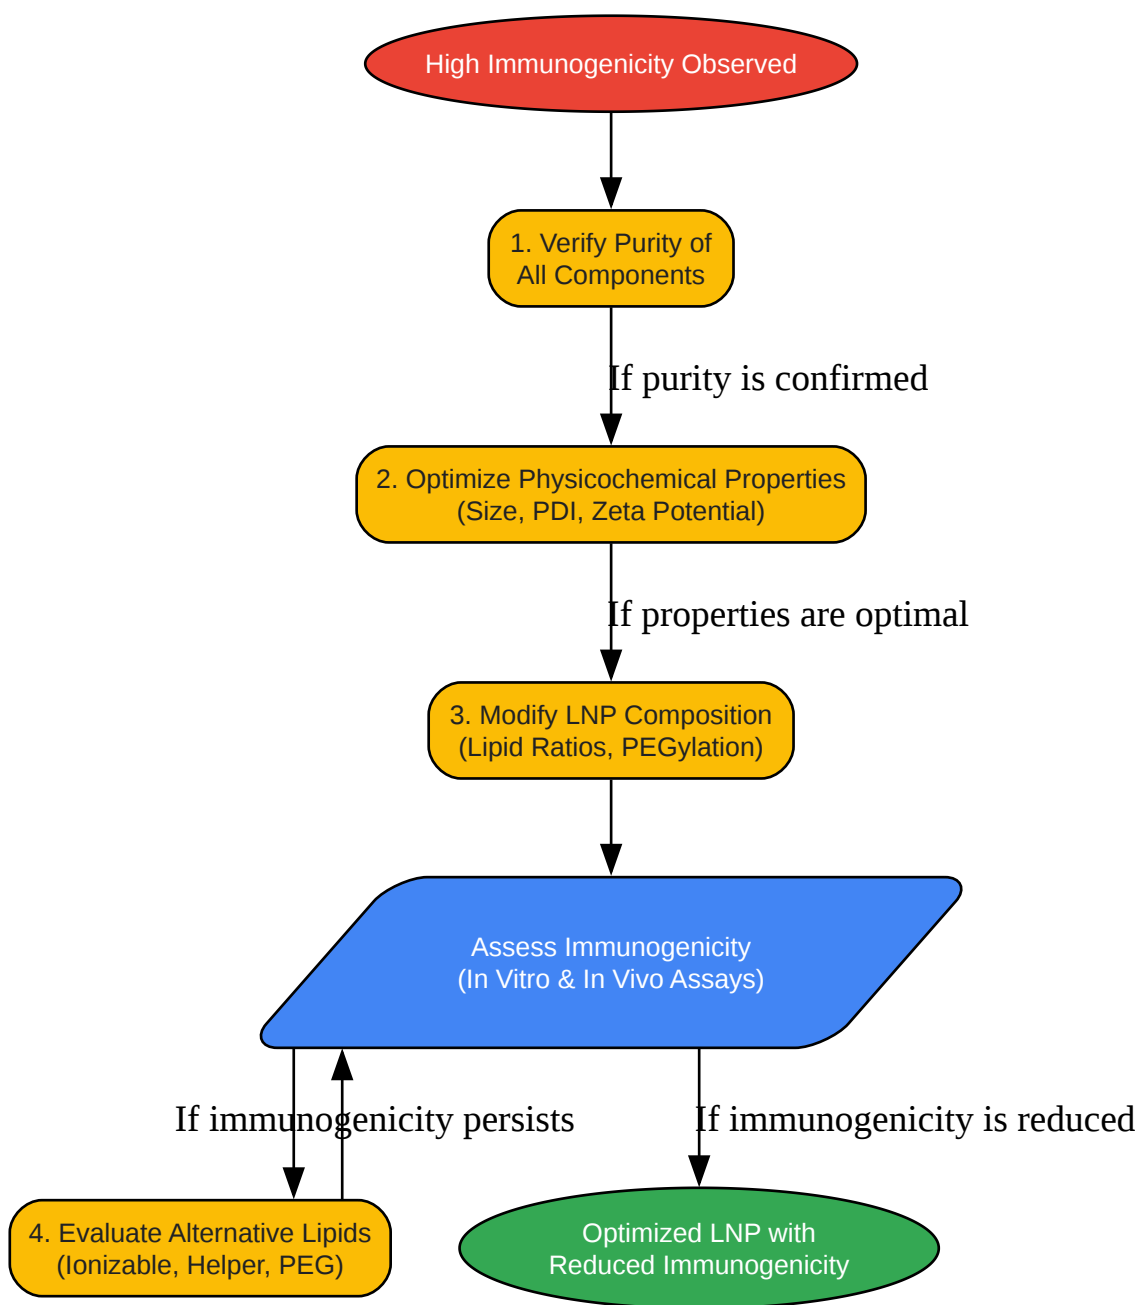 High Immunogenicity Observed
1. Verify Purity of
All Components
If purity is confirmed
2. Optimize Physicochemical Properties
(Size, PDI, Zeta Potential)
If properties are optimal
3. Modify LNP Composition
(Lipid Ratios, PEGylation)
Assess Immunogenicity
(In Vitro & In Vivo Assays)
If immunogenicity persists
If immunogenicity is reduced
4. Evaluate Alternative Lipids
(Ionizable, Helper, PEG)
Optimized LNP with
Reduced Immunogenicity